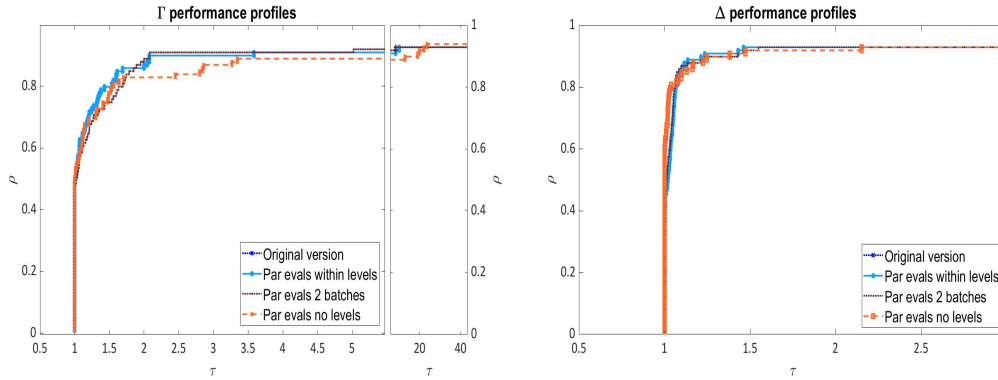 Γ performance profiles
1
0.8
0.6
0.4
0.2
0
ρ
0.8
0.6
0.4
0.2
0
ρ
Original version
Par evals within levels
Par evals 2 batches
Par evals no levels
0.5 1 1.5 2 2.5 3 3.5 4 4.5 5
20 40
τ
τ
Δ performance profiles
1
0.8
0.6
0.4
0.2
0
ρ
Original version
Par evals within levels
Par evals 2 batches
Par evals no levels
0.5 1 1.5 2 2.5
τ